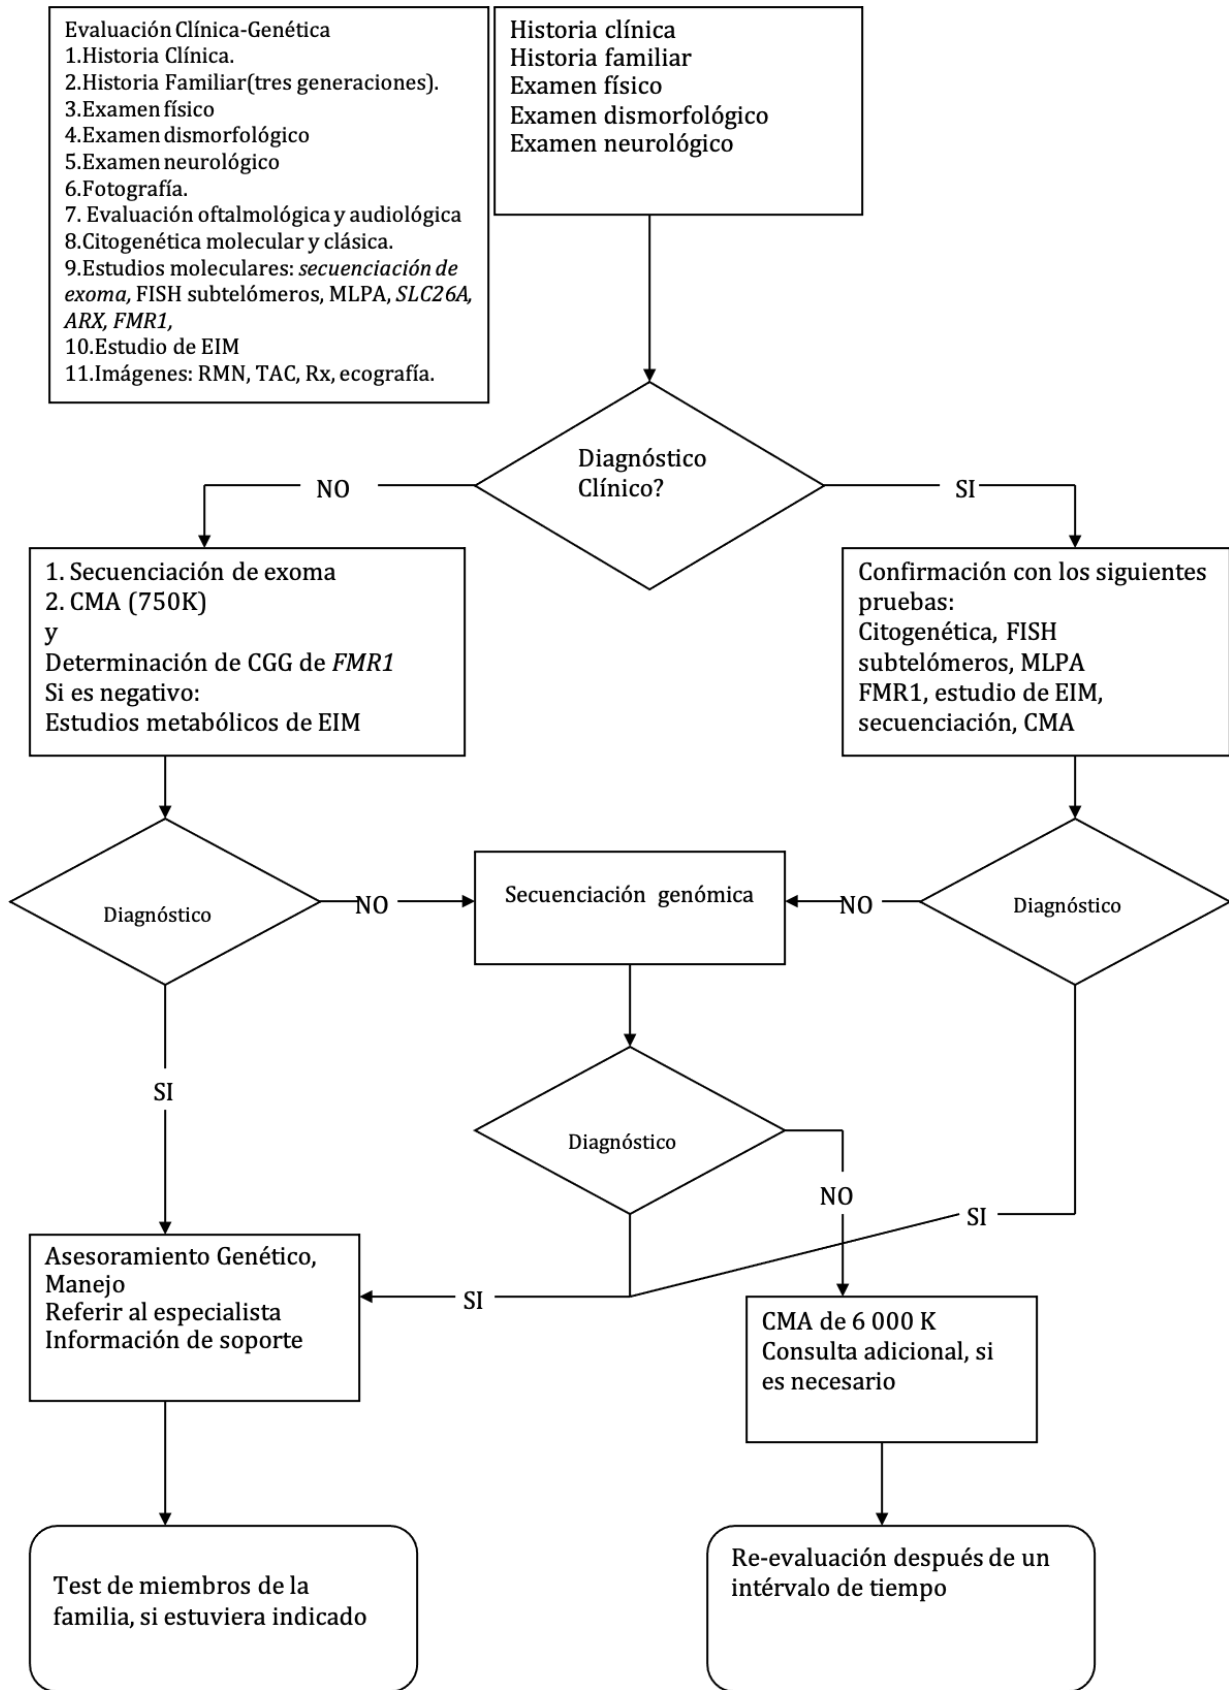 Evaluación Clínica-Genética
1.Historia Clínica.
2.Historia Familiar(tres generaciones).
3.Examen físico
4.Examen dismorfológico
5.Examen neurológico
6.Fotografía.
7. Evaluación oftalmológica y audiológica
8.Citogenética molecular y clásica.
9.Estudios moleculares: secuenciación de
exoma, FISH subtelómeros, MLPA, SLC26A,
ARX, FMR1,
10.Estudio de EIM
11.Imágenes: RMN, TAC, Rx, ecografía.
Historia clínica
Historia familiar
Examen físico
Examen dismorfológico
Examen neurológico
Diagnóstico
Clínico?
NO
SI
1. Secuenciación de exoma
2. CMA (750K)
y
Determinación de CGG de FMR1
Si es negativo:
Estudios metabólicos de EIM
Confirmación con los siguientes
pruebas:
Citogenética, FISH
subtelómeros, MLPA
FMR1, estudio de EIM,
secuenciación, CMA
Diagnóstico
NO
Secuenciación genómica
NO
Diagnóstico
SI
Diagnóstico
NO
SI
Asesoramiento Genético,
Manejo
Referir al especialista
Información de soporte
SI
CMA de 6 000 K
Consulta adicional, si
es necesario
Test de miembros de la
familia, si estuviera indicado
Re-evaluación después de un
intérvalo de tiempo